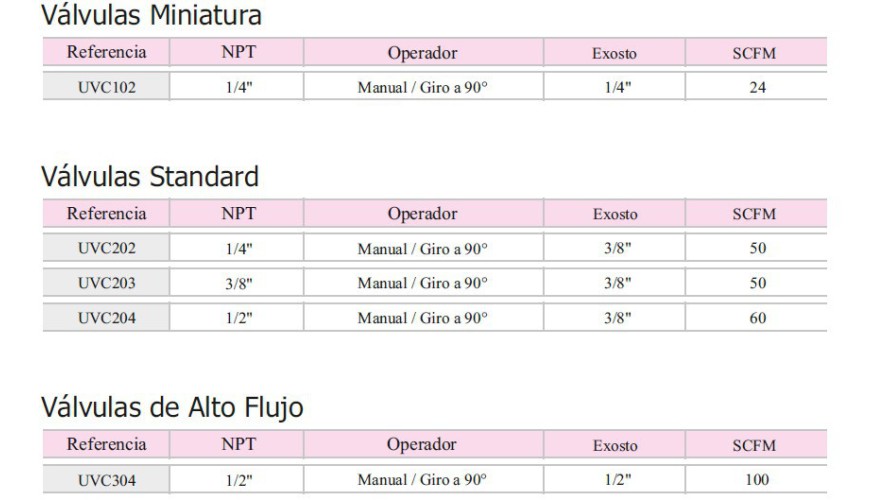 Válvulas Miniatura
Referencia NPT Operador Exosto SCFM
UVC102 1/4" Manual / Giro a 90° 1/4" 24
Válvulas Standard
Referencia NPT Operador Exosto SCFM
UVC202 1/4" Manual / Giro a 90° 3/8" 50
UVC203 3/8" Manual / Giro a 90° 3/8" 50
UVC204 1/2" Manual / Giro a 90° 3/8" 60
Válvulas de Alto Flujo
Referencia NPT Operador Exosto SCFM
UVC304 1/2" Manual / Giro a 90° 1/2" 100